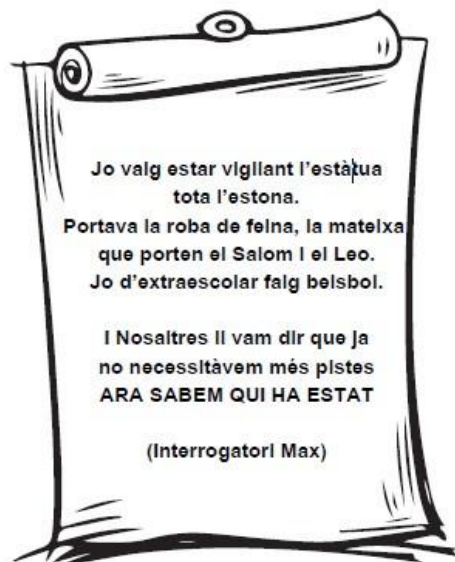 Jo vaig estar vigilant l'estàtua
tota l'estona.
Portava la roba de feina, la mateixa
que porten el Salom i el Leo.
Jo d'extraescolar faig beisbol.
I Nosaltres li vam dir que ja
no necessitàvem més pistes
ARA SABEM QUI HA ESTAT
(Interrogatori Max)